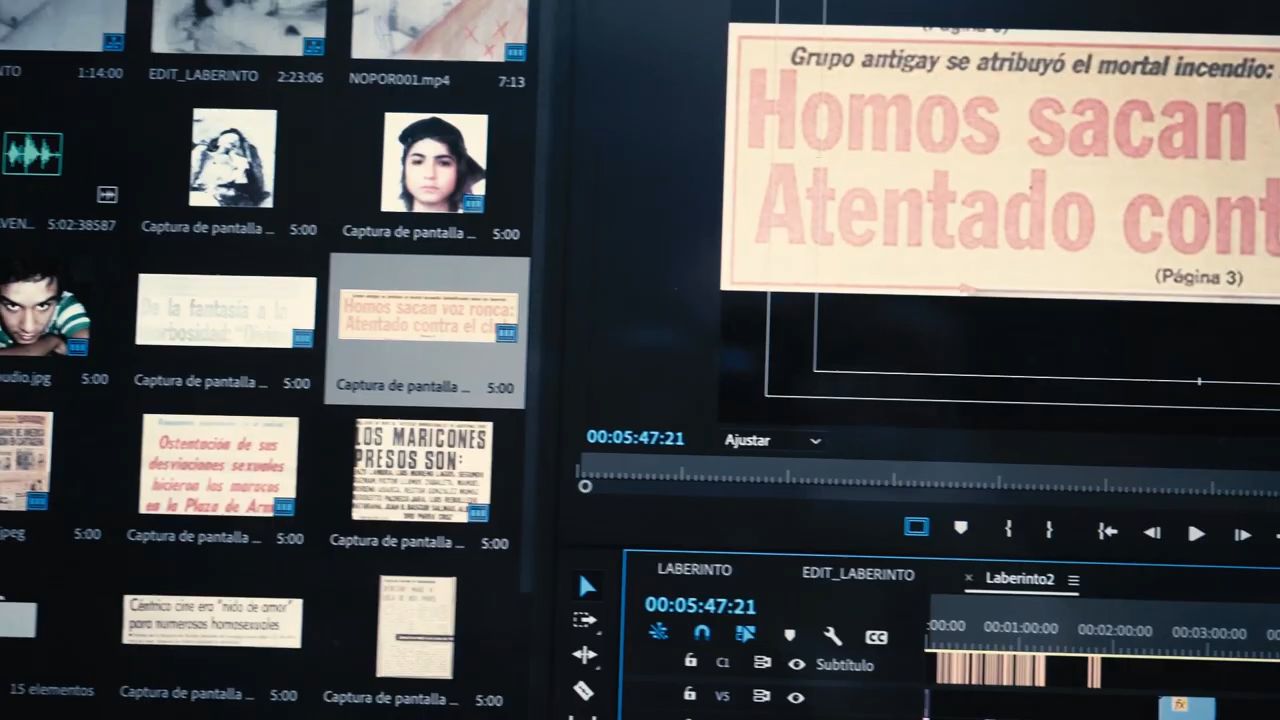 NTO 1:14:00
EDIT_LABERINTO 2:23:06
NOPOR001.mp4 7:13
VEN... 5:02:38587
Captura de pantalla ... 5:00
Captura de pantalla ... 5:00
udio.jpg 5:00
De la fantasía a la
morbosidad: "Divine
Captura de pantalla ... 5:00
Homos sacan voz ronca:
Atentado contra el cl
Captura de pantalla ... 5:00
jpeg 5:00
Ostentación de sus
desviaciones sexuales
hicieron los maracos
en la Plaza de Arm
Captura de pantalla ... 5:00
LOS MARICONES
PRESOS SON:
Captura de pantalla ... 5:00
Céntrico cine era "nido de amor"
para numerosos homosexuales
15 elementos
Captura de pantalla ... 5:00
Captura de pantalla ... 5:00
Grupo antigay se atribuyó el mortal incendio:
Homos sacan v
Atentado cont
(Página 3)
00:05:47:21
Ajustar
LABERINTO
EDIT_LABERINTO
× Laberinto2
00:05:47:21
:00:00 00:01:00:00 00:02:00:00 00:03:00:00
CC
C1 Subtítulo
V5
fx